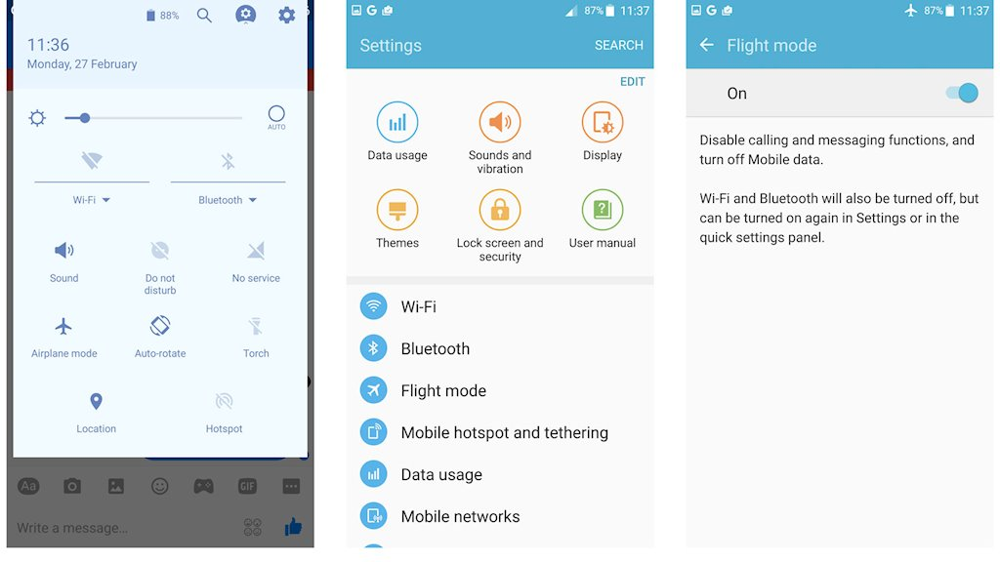 88%
11:36
Monday, 27 February
AUTO
Wi-Fi
Bluetooth
Sound
Do not
disturb
No service
Airplane mode
Auto-rotate
Torch
Location
Hotspot
Aa
GIF
Write a message...
G
87%
11:37
Settings
SEARCH
EDIT
Data usage
Sounds and
vibration
Display
Themes
Lock screen and
security
User manual
Wi-Fi
Bluetooth
Flight mode
Mobile hotspot and tethering
Data usage
Mobile networks
G
87%
11:37
Flight mode
On
Disable calling and messaging functions, and
turn off Mobile data.
Wi-Fi and Bluetooth will also be turned off, but
can be turned on again in Settings or in the
quick settings panel.